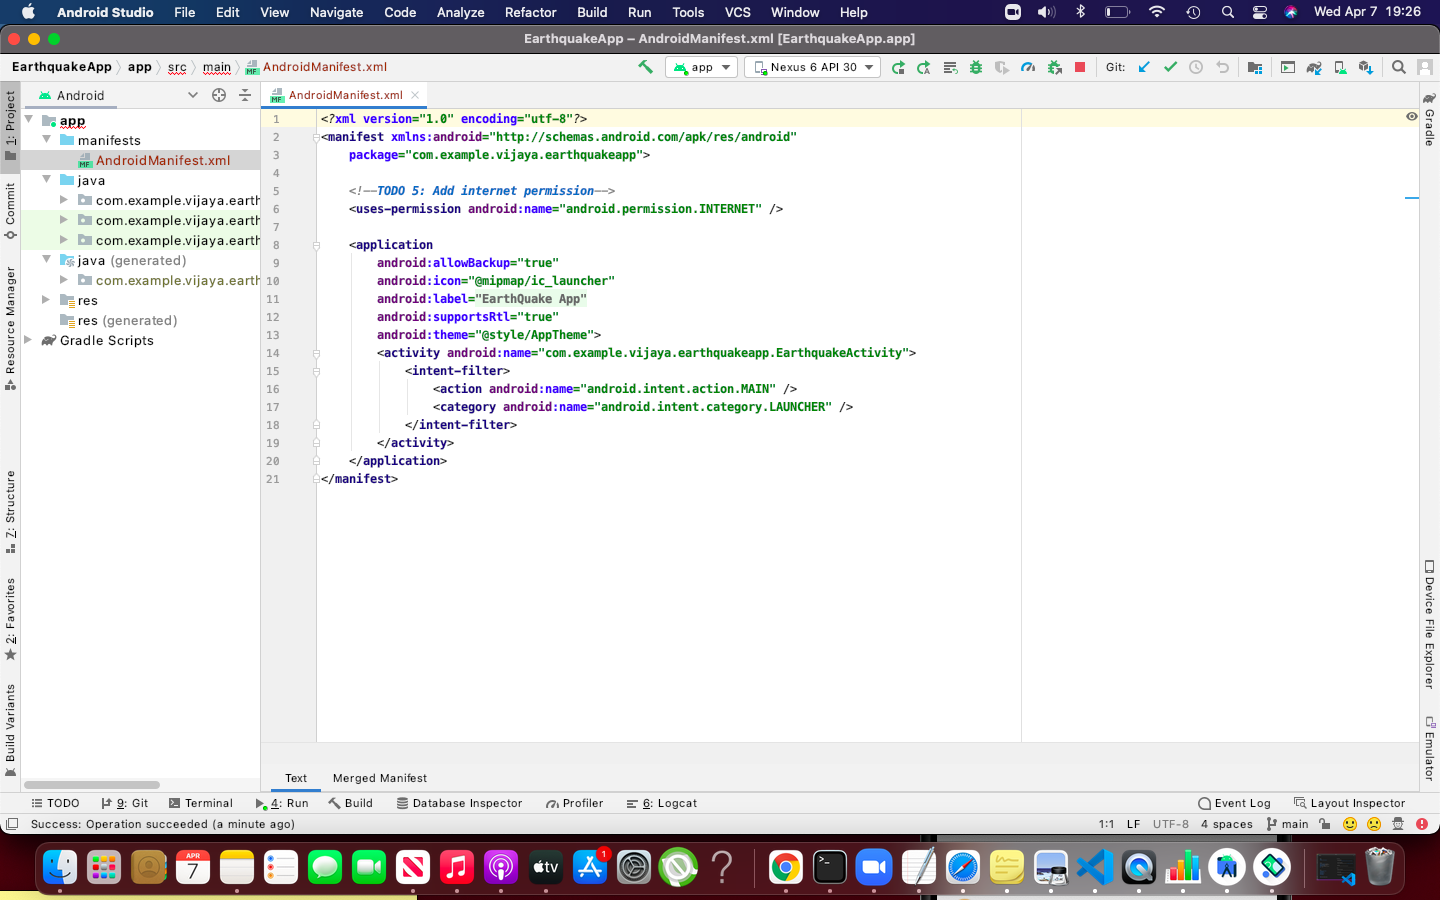 Android Studio File Edit View Navigate Code Analyze Refactor Build Run Tools VCS Window Help Wed Apr 7 19:26
EarthquakeApp – AndroidManifest.xml [EarthquakeApp.app]
EarthquakeApp app src main AndroidManifest.xml app Nexus 6 API 30 Git:
Android
AndroidManifest.xml
app
manifests
AndroidManifest.xml
java
com.example.vijaya.earth
com.example.vijaya.earth
com.example.vijaya.earth
java (generated)
com.example.vijaya.earth
res
res (generated)
Gradle Scripts
1: Project
Commit
Resource Manager
Z: Structure
2: Favorites
Build Variants
1 <?xml version="1.0" encoding="utf-8"?>
2 <manifest xmlns:android="http://schemas.android.com/apk/res/android"
3 package="com.example.vijaya.earthquakeapp">
4
5 <!--TODO 5: Add internet permission-->
6 <uses-permission android:name="android.permission.INTERNET" />
7
8 <application
9 android:allowBackup="true"
10 android:icon="@mipmap/ic_launcher"
11 android:label="EarthQuake App"
12 android:supportsRtl="true"
13 android:theme="@style/AppTheme">
14 <activity android:name="com.example.vijaya.earthquakeapp.EarthquakeActivity">
15 <intent-filter>
16 <action android:name="android.intent.action.MAIN" />
17 <category android:name="android.intent.category.LAUNCHER" />
18 </intent-filter>
19 </activity>
20 </application>
21 </manifest>
Gradle
Device File Explorer
Emulator
Text Merged Manifest
TODO 9: Git Terminal 4: Run Build Database Inspector Profiler 6: Logcat Event Log Layout Inspector
Success: Operation succeeded (a minute ago) 1:1 LF UTF-8 4 spaces main
APR
7
tv
1